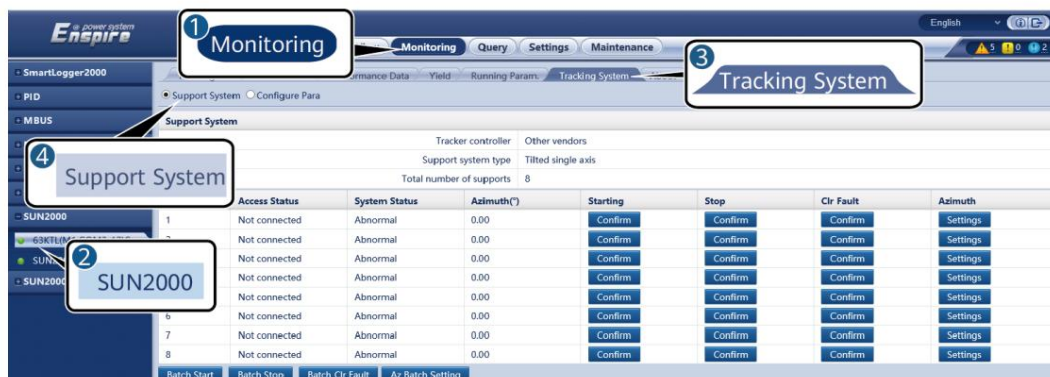 e power system
Enspire
English
1
Monitoring
Monitoring Query Settings Maintenance
5 0 2
3
Tracking System
SmartLogger2000
PID
MBUS
rmance Data Yield Running Param. Tracking System
Support System Configure Para
Support System
Tracker controller Other vendors
Support system type Tilted single axis
Total number of supports 8
4
Support System
Access Status System Status Azimuth(°) Starting Stop Clr Fault Azimuth
SUN2000
1 Not connected Abnormal 0.00 Confirm Confirm Confirm Settings
Not connected Abnormal 0.00 Confirm Confirm Confirm Settings
Not connected Abnormal 0.00 Confirm Confirm Confirm Settings
Not connected Abnormal 0.00 Confirm Confirm Confirm Settings
Not connected Abnormal 0.00 Confirm Confirm Confirm Settings
6 Not connected Abnormal 0.00 Confirm Confirm Confirm Settings
7 Not connected Abnormal 0.00 Confirm Confirm Confirm Settings
8 Not connected Abnormal 0.00 Confirm Confirm Confirm Settings
2
SUN2000
SUN2000
Batch Start Batch Stop Batch Clr Fault Az Batch Setting